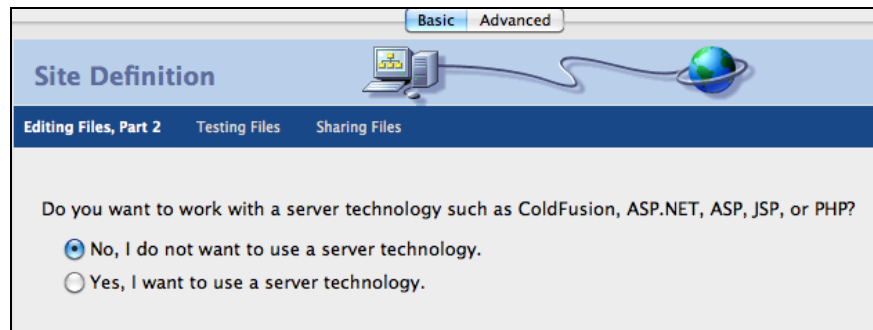 Basic Advanced
Site Definition
Editing Files, Part 2 Testing Files Sharing Files
Do you want to work with a server technology such as ColdFusion, ASP.NET, ASP, JSP, or PHP?
No, I do not want to use a server technology.
Yes, I want to use a server technology.